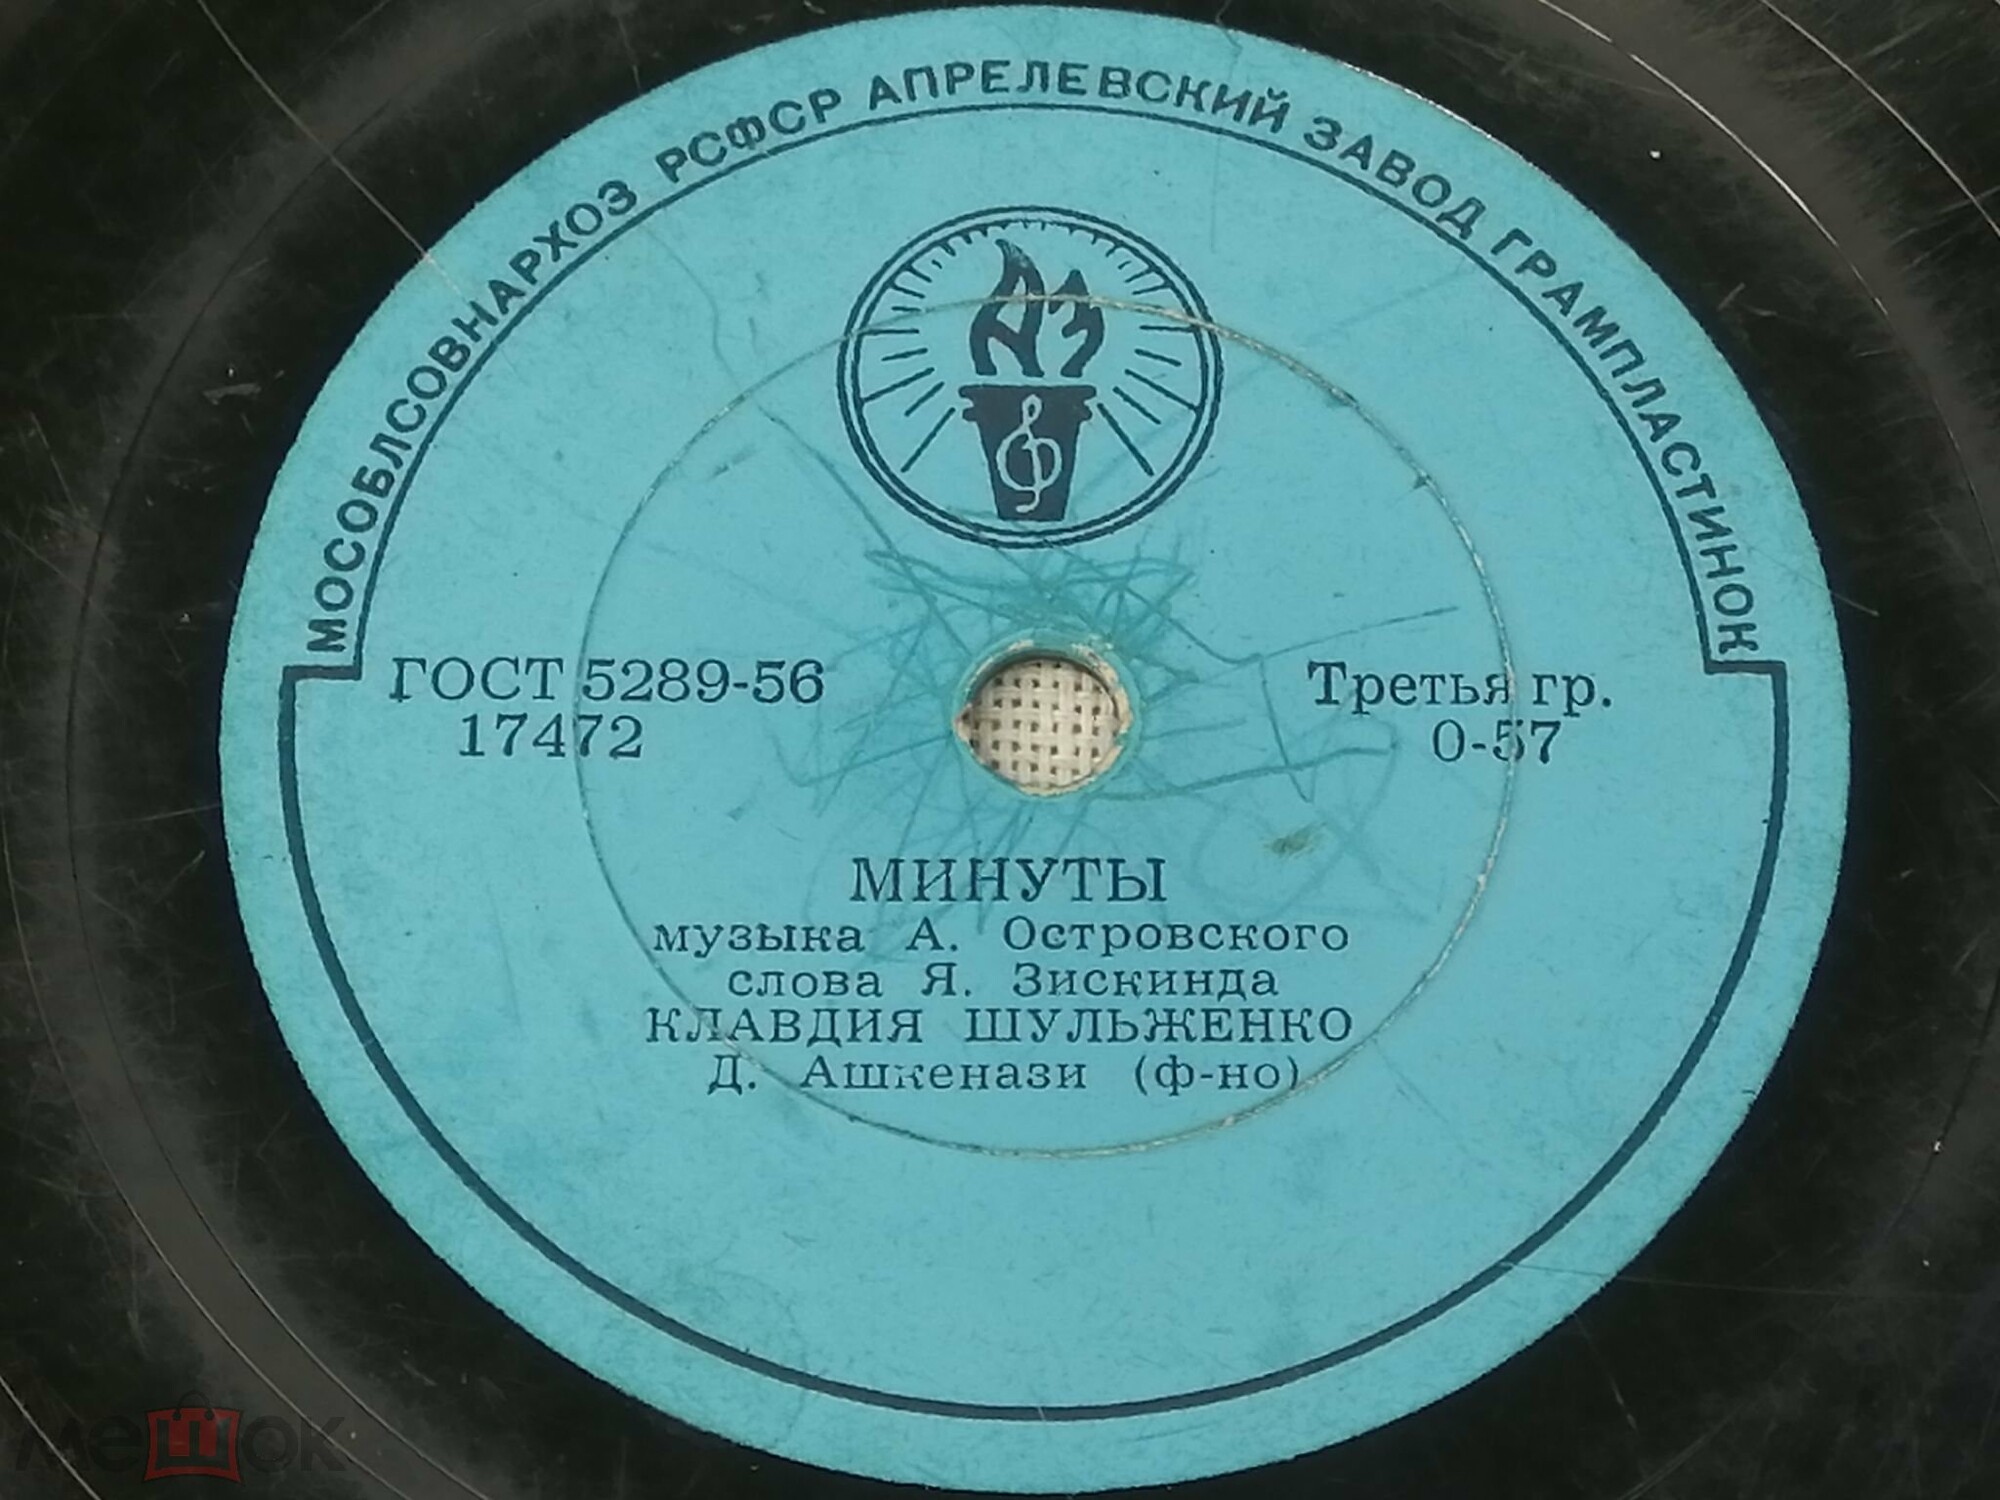 МОСОБЛСОВНАРХОЗ РСФСР АПРЕЛЕВСКИЙ ЗАВОД ГРАМПЛАСТИНОК
АЗ
ГОСТ 5289-56
17472
Третья гр.
0-57
МИНУТЫ
музыка А. Островского
слова Я. Зискинда
КЛАВДИЯ ШУЛЬЖЕНКО
Д. Ашкенази (ф-но)
мешок